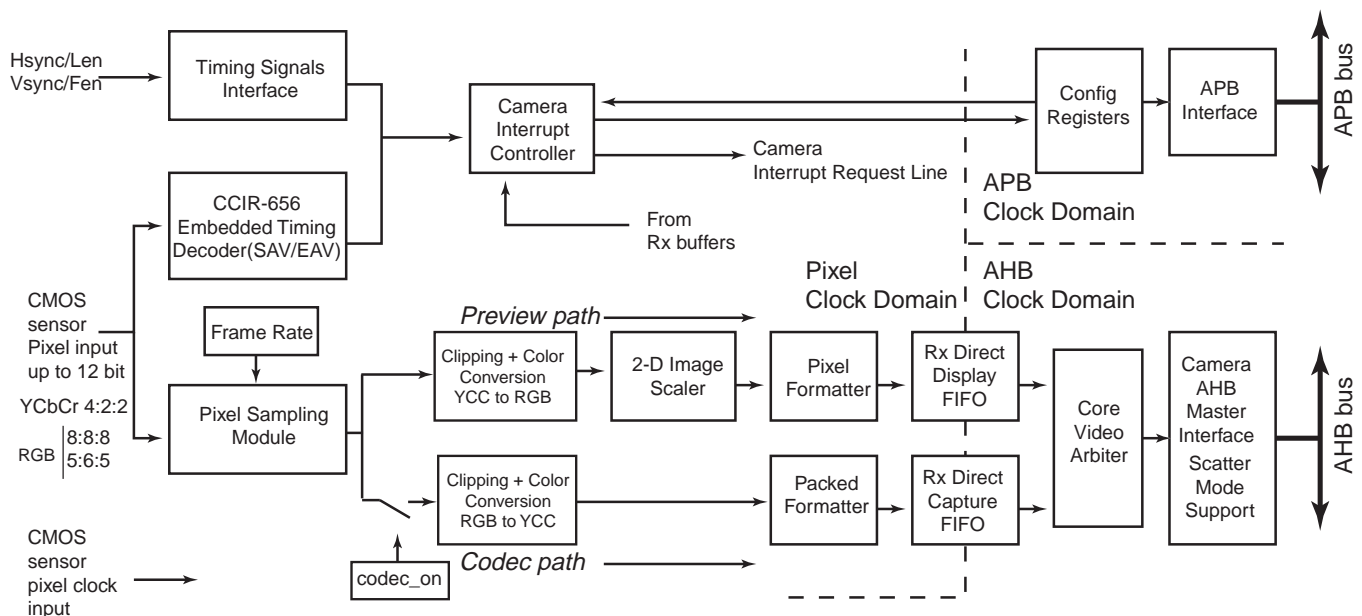 Hsync/Len
Vsync/Fen
Timing Signals
Interface
Camera
Interrupt
Controller
Config
Registers
APB
Interface
APB bus
Camera
Interrupt Request Line
APB
Clock Domain
CCIR-656
Embedded Timing
Decoder(SAV/EAV)
From
Rx buffers
Pixel
Clock Domain
AHB
Clock Domain
CMOS
sensor
Pixel input
up to 12 bit
YCbCr 4:2:2
RGB
8:8:8
5:6:5
Frame Rate
Pixel Sampling
Module
Preview path
Clipping + Color
Conversion
YCC to RGB
2-D Image
Scaler
Pixel
Formatter
Rx Direct
Display
FIFO
Core
Video
Arbiter
Camera
AHB
Master
Interface
Scatter
Mode
Support
AHB bus
Clipping + Color
Conversion
RGB to YCC
Packed
Formatter
Rx Direct
Capture
FIFO
codec_on
Codec path
CMOS
sensor
pixel clock
input